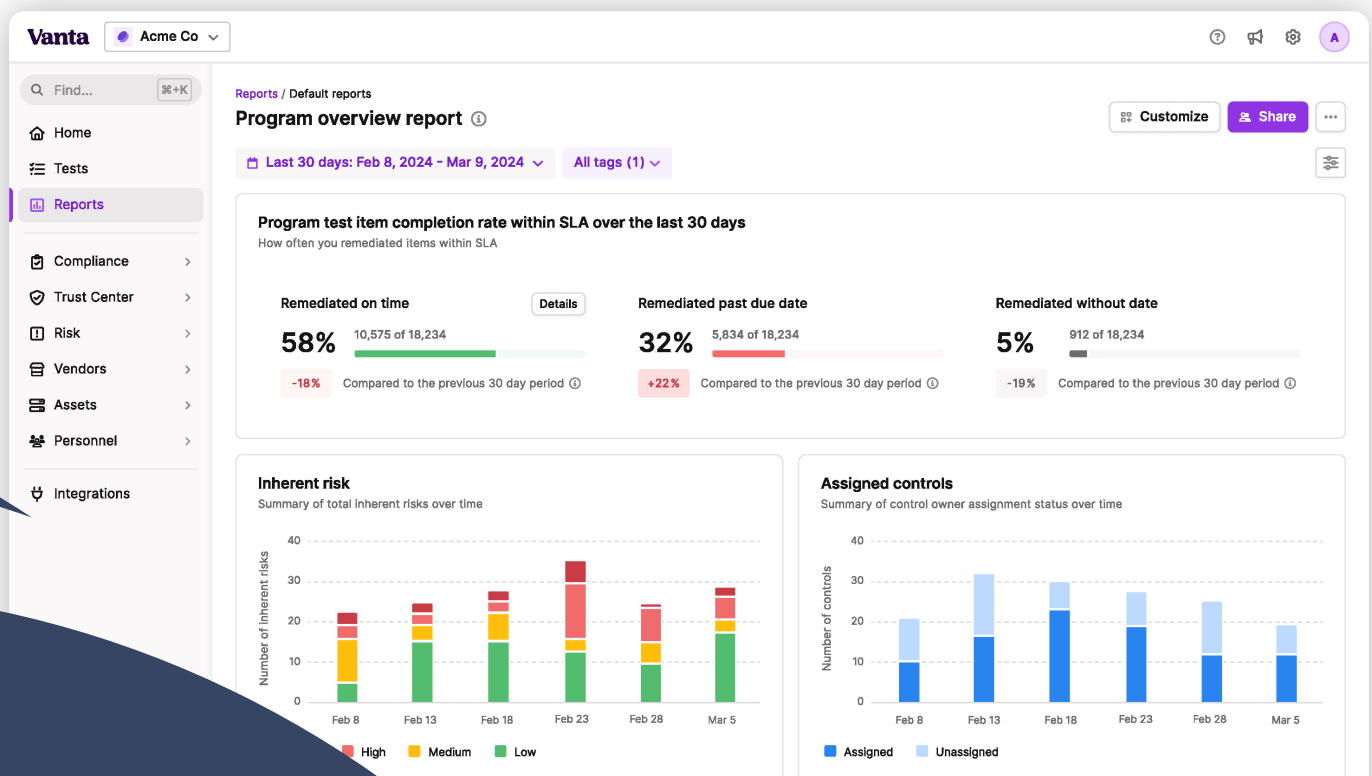 Vanta
Acme Co
A
Find...
⌘+K
Home
Tests
Reports
Compliance
Trust Center
Risk
Vendors
Assets
Personnel
Integrations
Reports / Default reports
Program overview report
Customize
Share
Last 30 days: Feb 8, 2024 - Mar 9, 2024
All tags (1)
Program test item completion rate within SLA over the last 30 days
How often you remediated items within SLA
Remediated on time
Details
58%
10,575 of 18,234
-18%
Compared to the previous 30 day period
Remediated past due date
32%
5,834 of 18,234
+22%
Compared to the previous 30 day period
Remediated without date
5%
912 of 18,234
-19%
Compared to the previous 30 day period
Inherent risk
Summary of total inherent risks over time
Number of inherent risks
40
30
20
10
0
Feb 8
Feb 13
Feb 18
Feb 23
Feb 28
Mar 5
High
Medium
Low
Assigned controls
Summary of control owner assignment status over time
Number of controls
40
30
20
10
0
Feb 8
Feb 13
Feb 18
Feb 23
Feb 28
Mar 5
Assigned
Unassigned